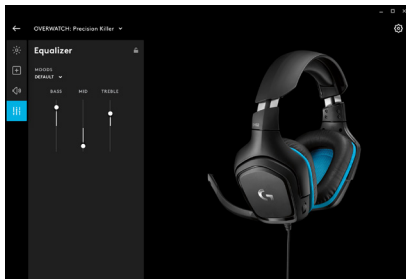 OVERWATCH: Precision Killer
Equalizer
MOODS
DEFAULT
BASS MID TREBLE